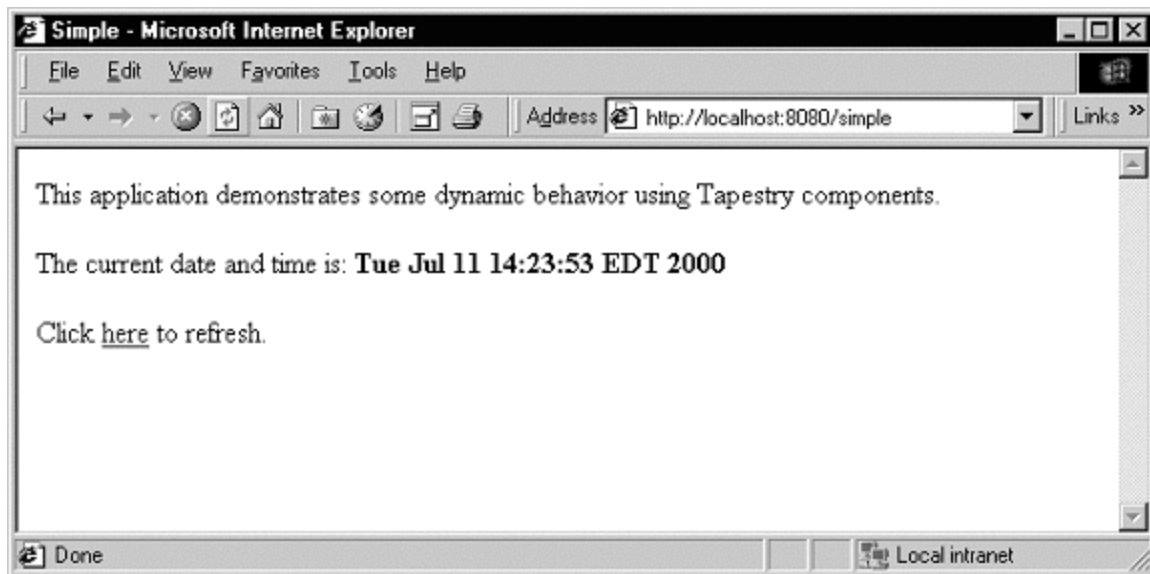 Simple - Microsoft Internet Explorer
File Edit View Favorites Tools Help
Address http://localhost:8080/simple Links »
This application demonstrates some dynamic behavior using Tapestry components.
The current date and time is: Tue Jul 11 14:23:53 EDT 2000
Click here to refresh.
Done Local intranet